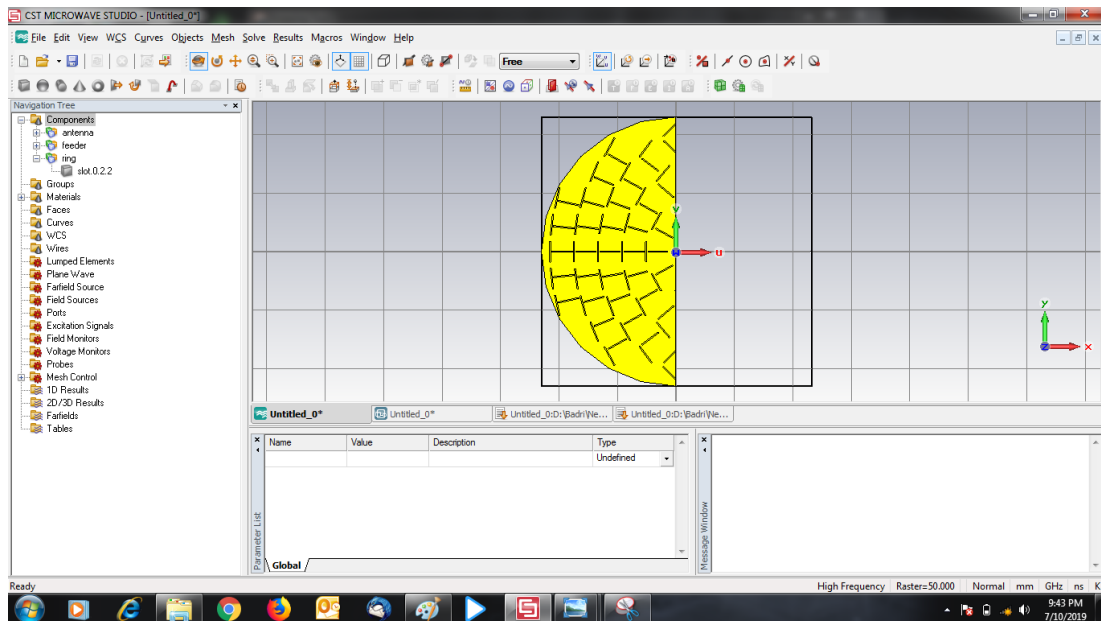 CST MICROWAVE STUDIO - [Untitled_0*]
File Edit View WCS Curves Objects Mesh Solve Results Macros Window Help
Free
Navigation Tree
Components
antenna
feeder
ring
slot.0.2.2
Groups
Materials
Faces
Curves
WCS
Wires
Lumped Elements
Plane Wave
Farfield Source
Field Sources
Ports
Excitation Signals
Field Monitors
Voltage Monitors
Probes
Mesh Control
1D Results
2D/3D Results
Farfields
Tables
v
u
y
x
z
Untitled_0* Untitled_0* Untitled_0:D:\Badri\Ne... Untitled_0:D:\Badri\Ne...
Name Value Description Type
Undefined
Parameter List
Global
Message Window
Ready High Frequency Raster=50.000 Normal mm GHz ns K
9:43 PM
7/10/2019